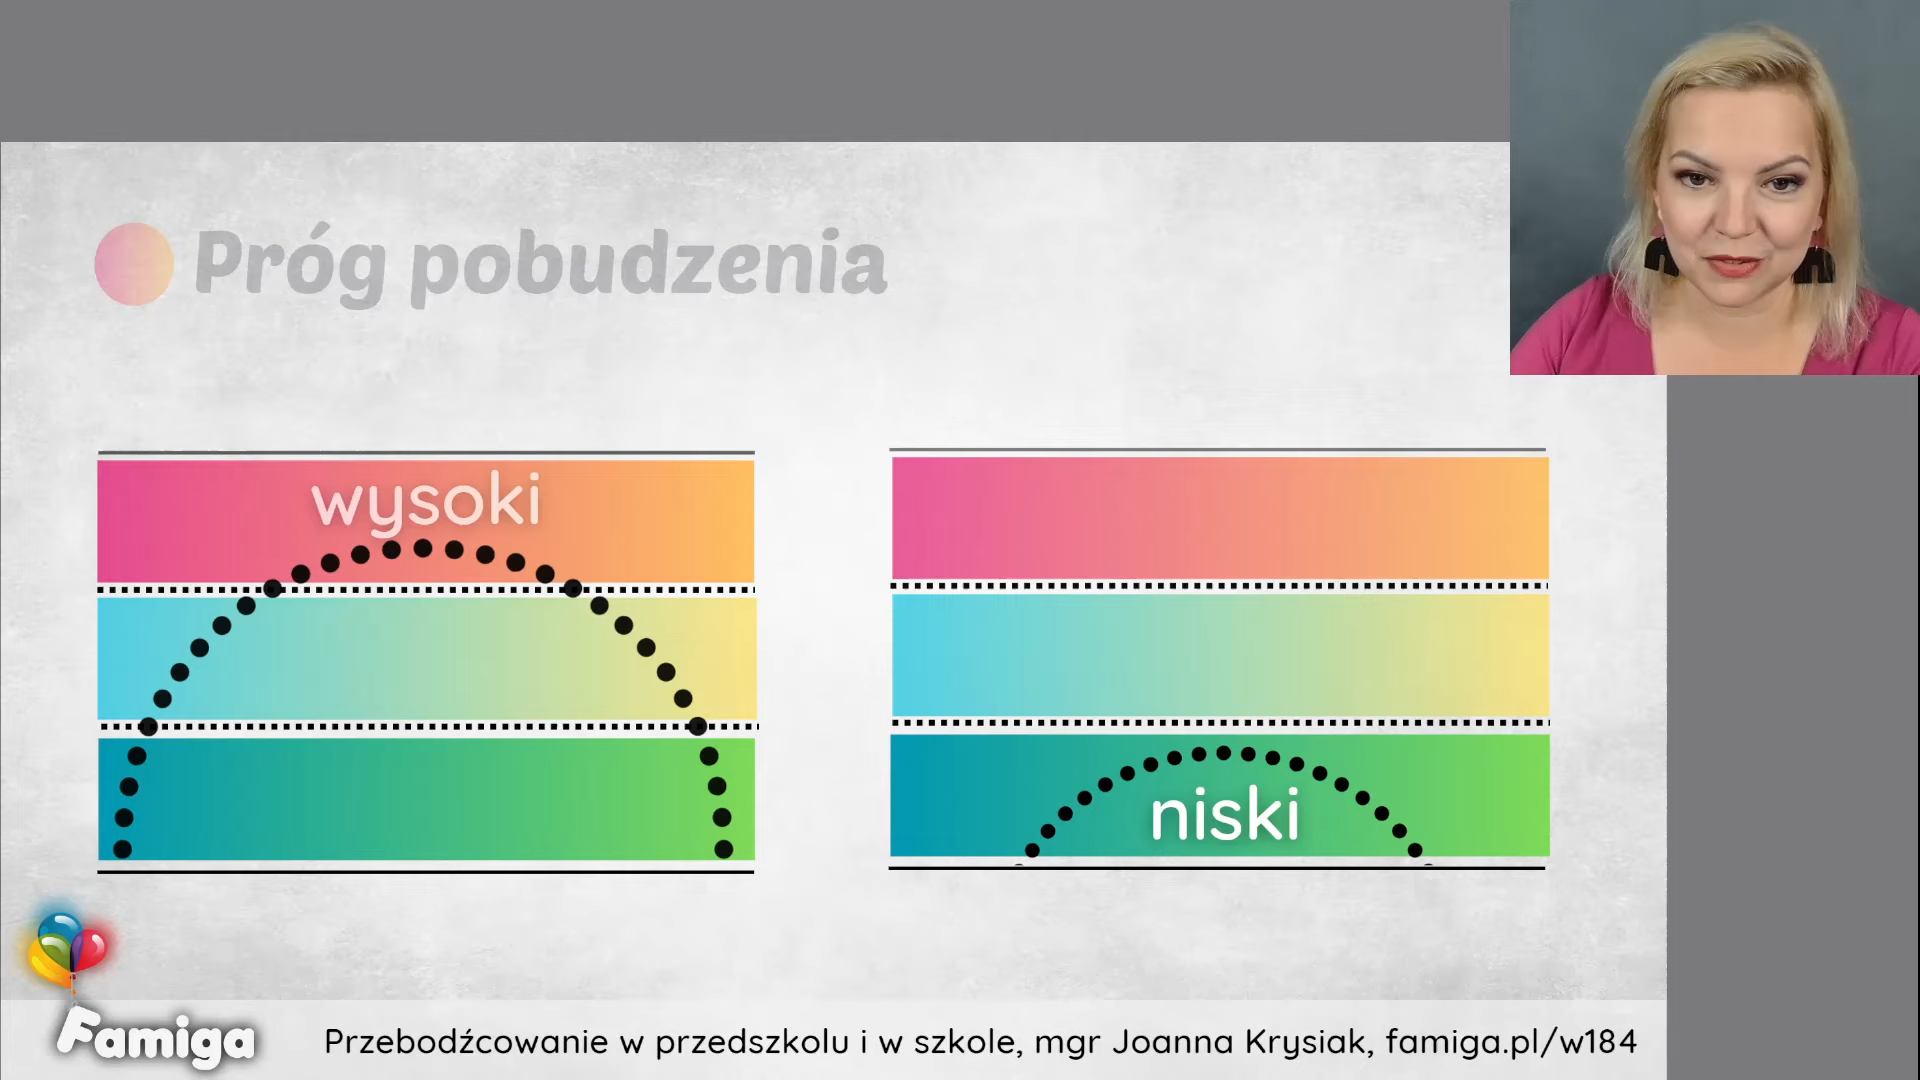 Próg pobudzenia
wysoki
niski
Famiga
Przebodźcowanie w przedszkolu i w szkole, mgr Joanna Krysiak, famiga.pl/w184